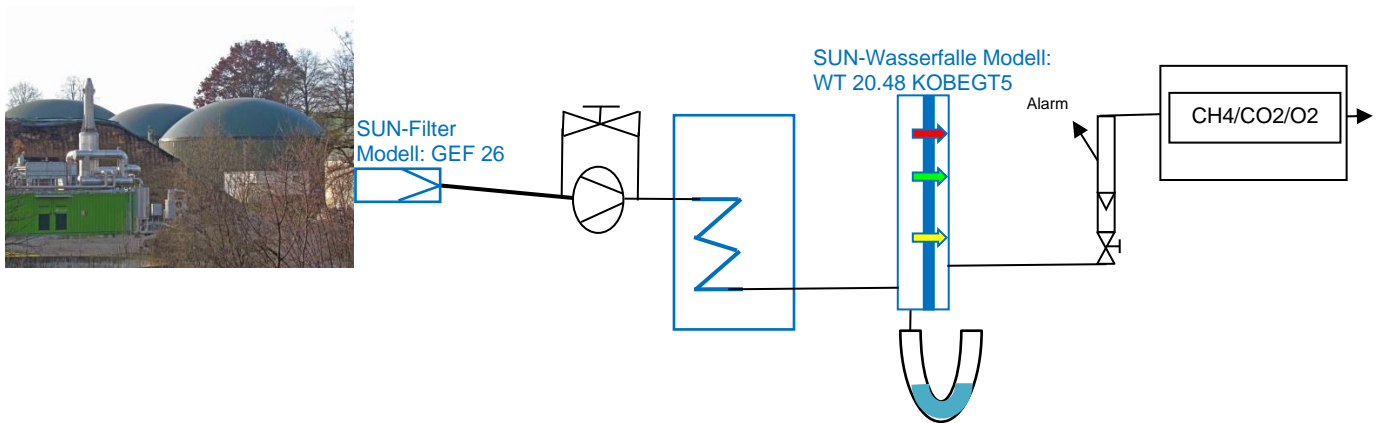 SUN-Filter
Modell: GEF 26
SUN-Wasserfalle Modell:
WT 20.48 KOBEGT5
Alarm
CH4/CO2/O2